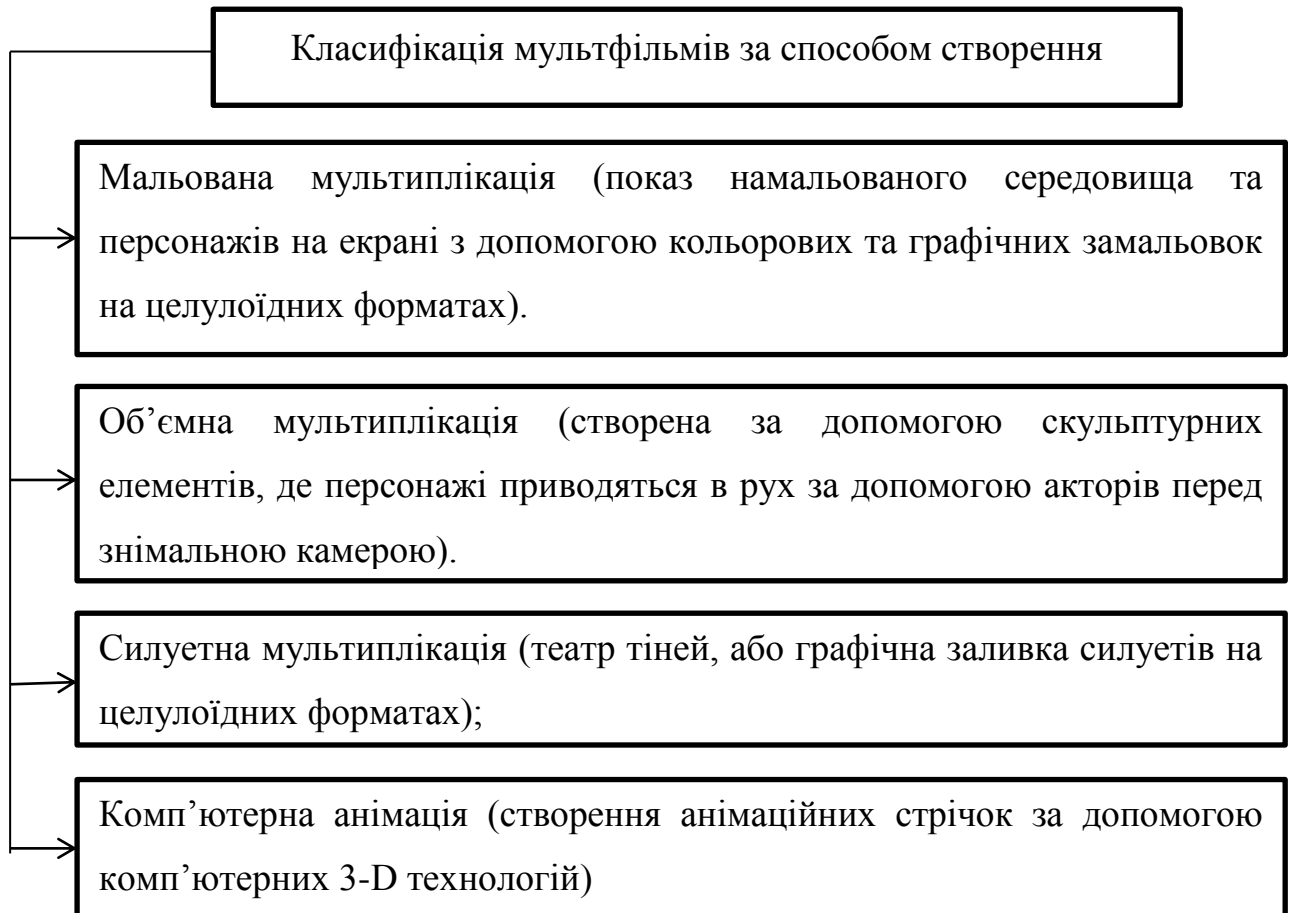 Класифікація мультфільмів за способом створення
Мальована мультиплікація (показ намальованого середовища та
персонажів на екрані з допомогою кольорових та графічних замальовок
на целулоїдних форматах).
Об’ємна мультиплікація (створена за допомогою скульптурних
елементів, де персонажі приводяться в рух за допомогою акторів перед
знімальною камерою).
Силуетна мультиплікація (театр тіней, або графічна заливка силуетів на
целулоїдних форматах);
Комп’ютерна анімація (створення анімаційних стрічок за допомогою
комп’ютерних 3-D технологій)